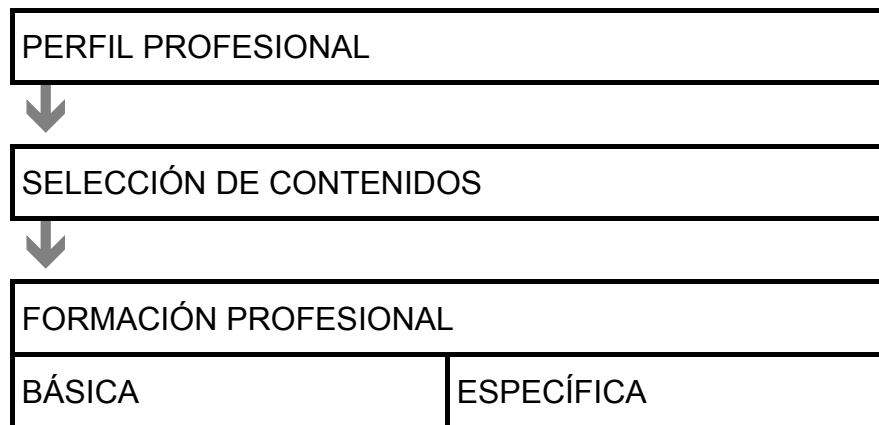 PERFIL PROFESIONAL
SELECCIÓN DE CONTENIDOS
FORMACIÓN PROFESIONAL
BÁSICA
ESPECÍFICA